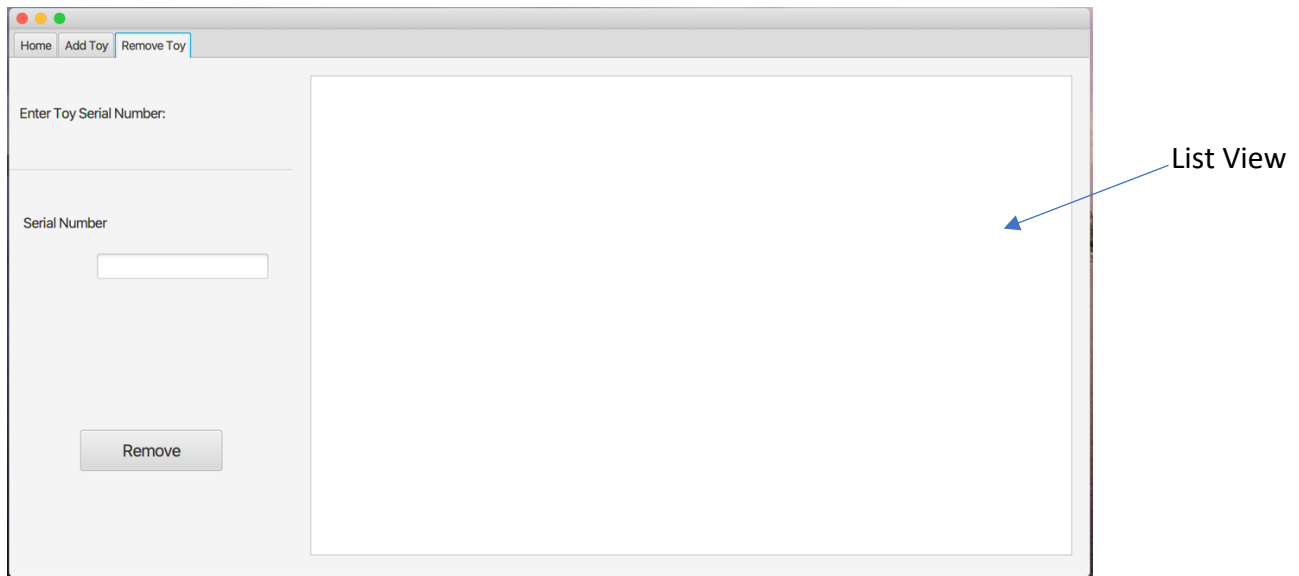 Home Add Toy Remove Toy
Enter Toy Serial Number:
List View
Serial Number
Remove